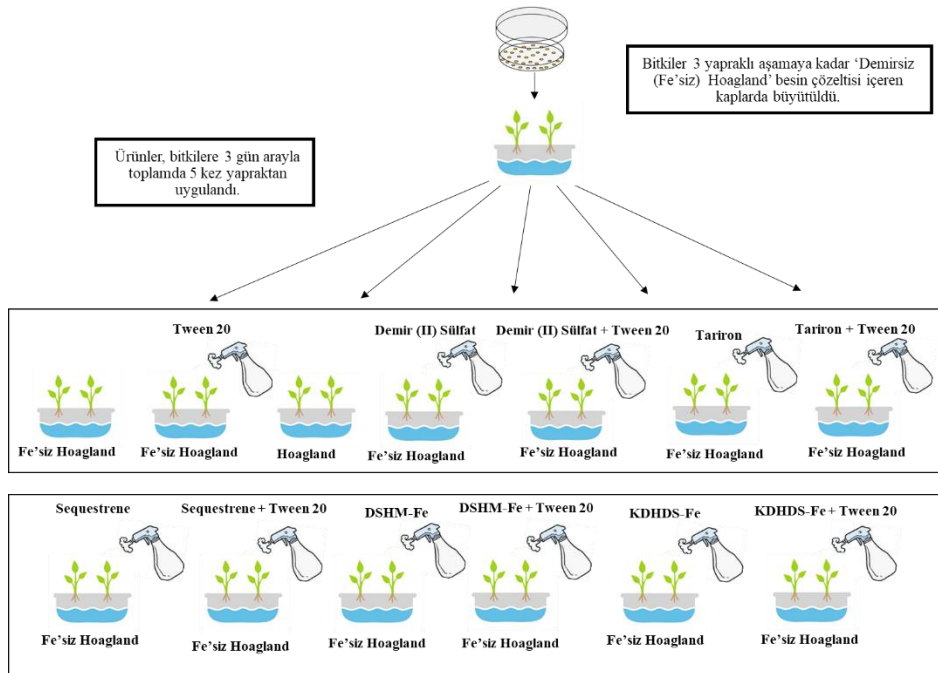 Bitkiler 3 yapraklı aşamaya kadar ‘Demirsiz
(Fe’siz) Hoagland’ besin çözeltisi içeren
kaplarda büyütüldü.
Ürünler, bitkilere 3 gün arayla
toplamda 5 kez yapraktan
uygulandı.
Tween 20
Demir (II) Sülfat
Demir (II) Sülfat + Tween 20
Tariron
Tariron + Tween 20
Fe’siz Hoagland
Fe’siz Hoagland
Hoagland
Fe’siz Hoagland
Fe’siz Hoagland
Fe’siz Hoagland
Fe’siz Hoagland
Sequestrene
Sequestrene + Tween 20
DSHM-Fe
DSHM-Fe + Tween 20
KDHDS-Fe
KDHDS-Fe + Tween 20
Fe’siz Hoagland
Fe’siz Hoagland
Fe’siz Hoagland
Fe’siz Hoagland
Fe’siz Hoagland
Fe’siz Hoagland